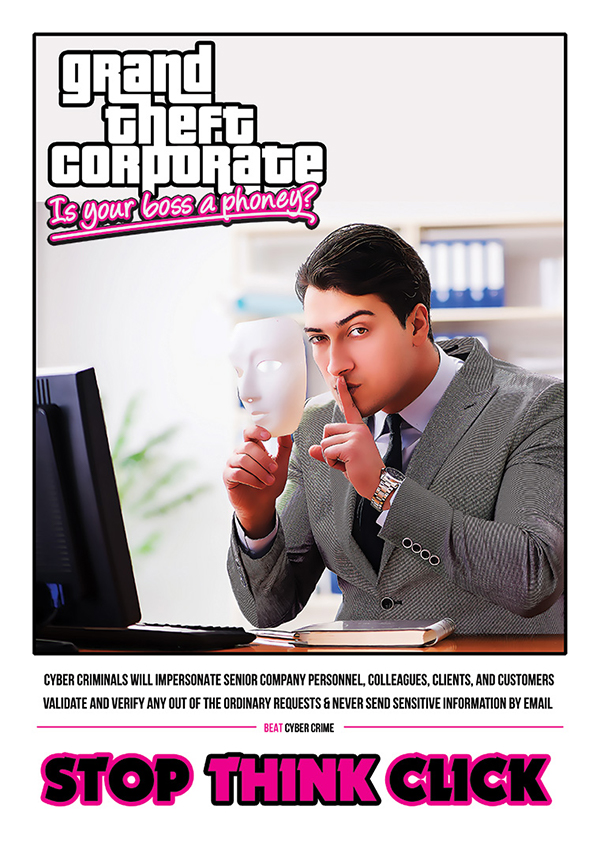 grand
theft
corporate
Is your boss a phoney?
CYBER CRIMINALS WILL IMPERSONATE SENIOR COMPANY PERSONNEL, COLLEAGUES, CLIENTS, AND CUSTOMERS
VALIDATE AND VERIFY ANY OUT OF THE ORDINARY REQUESTS & NEVER SEND SENSITIVE INFORMATION BY EMAIL
BEAT CYBER CRIME
STOP THINK CLICK